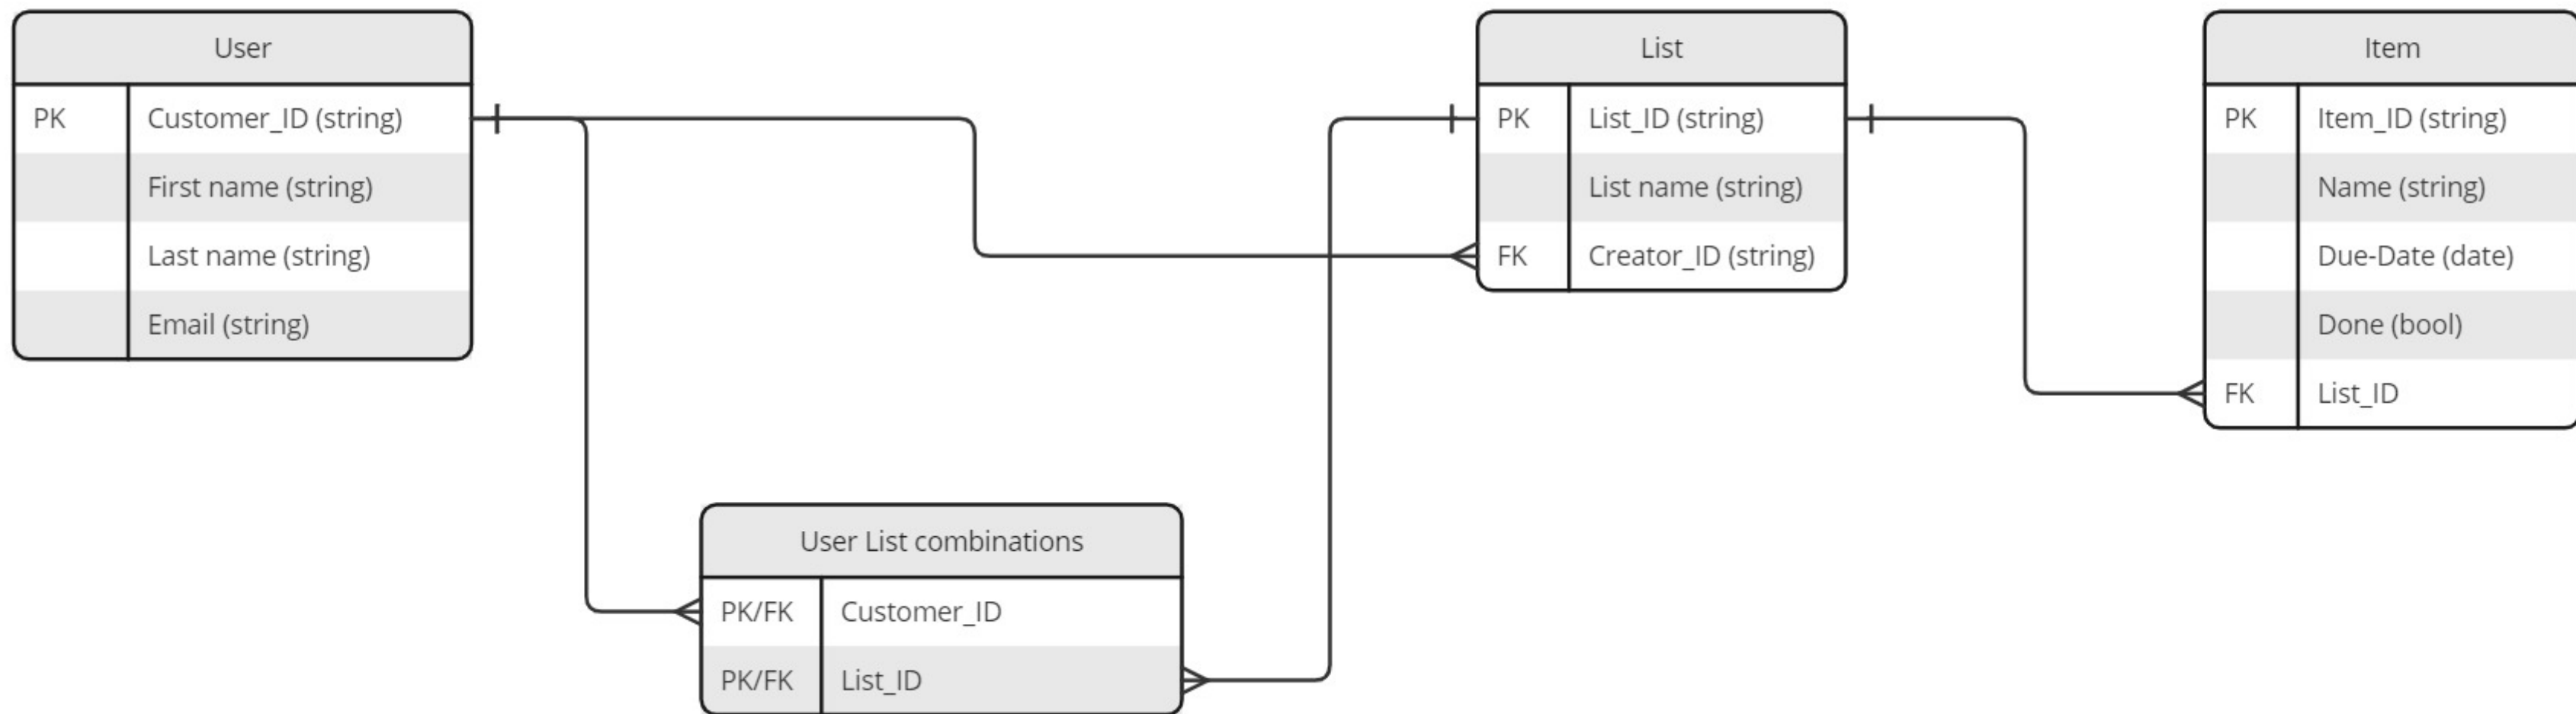 User
PK Customer_ID (string)
First name (string)
Last name (string)
Email (string)
List
PK List_ID (string)
List name (string)
FK Creator_ID (string)
Item
PK Item_ID (string)
Name (string)
Due-Date (date)
Done (bool)
FK List_ID
User List combinations
PK/FK Customer_ID
PK/FK List_ID